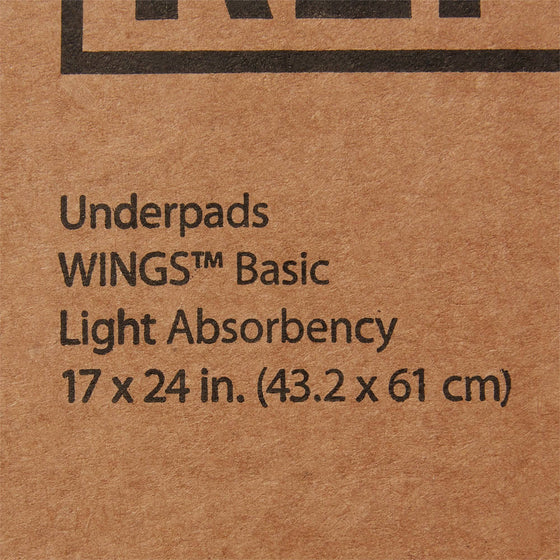 Underpads
WINGS™ Basic
Light Absorbency
17 x 24 in. (43.2 x 61 cm)